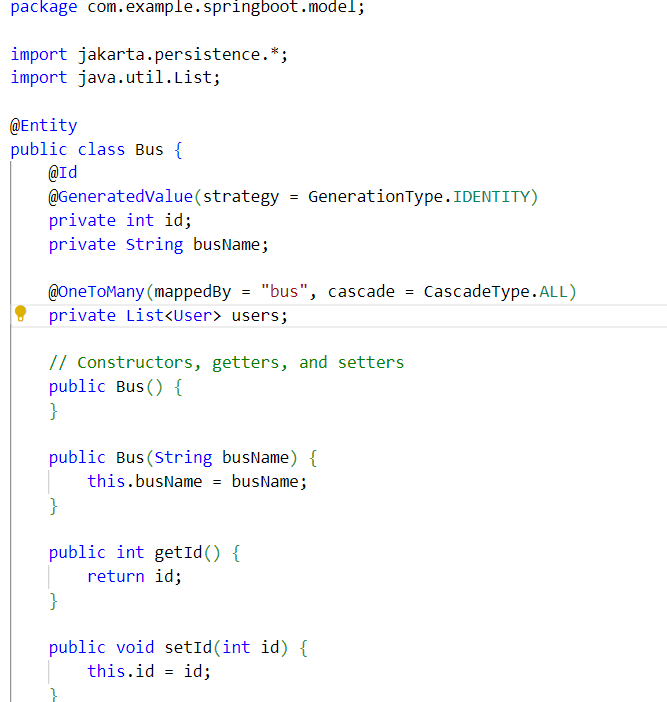 package com.example.springboot.model;
import jakarta.persistence.*;
import java.util.List;
@Entity
public class Bus {
@Id
@GeneratedValue(strategy = GenerationType.IDENTITY)
private int id;
private String busName;
@OneToMany(mappedBy = "bus", cascade = CascadeType.ALL)
private List<User> users;
// Constructors, getters, and setters
public Bus() {
}
public Bus(String busName) {
this.busName = busName;
}
public int getId() {
return id;
}
public void setId(int id) {
this.id = id;
}